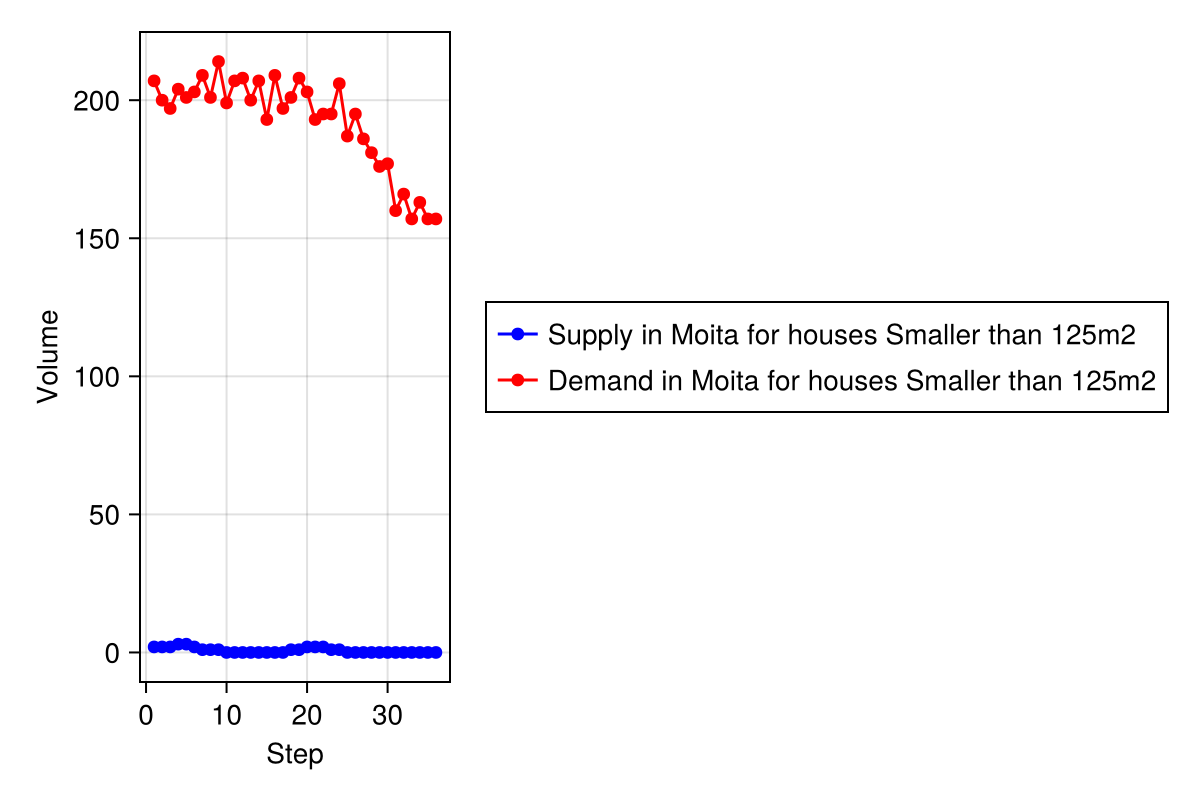 200
150
100
50
0
Volume
0 10 20 30
Step
Supply in Moita for houses Smaller than 125m2
Demand in Moita for houses Smaller than 125m2